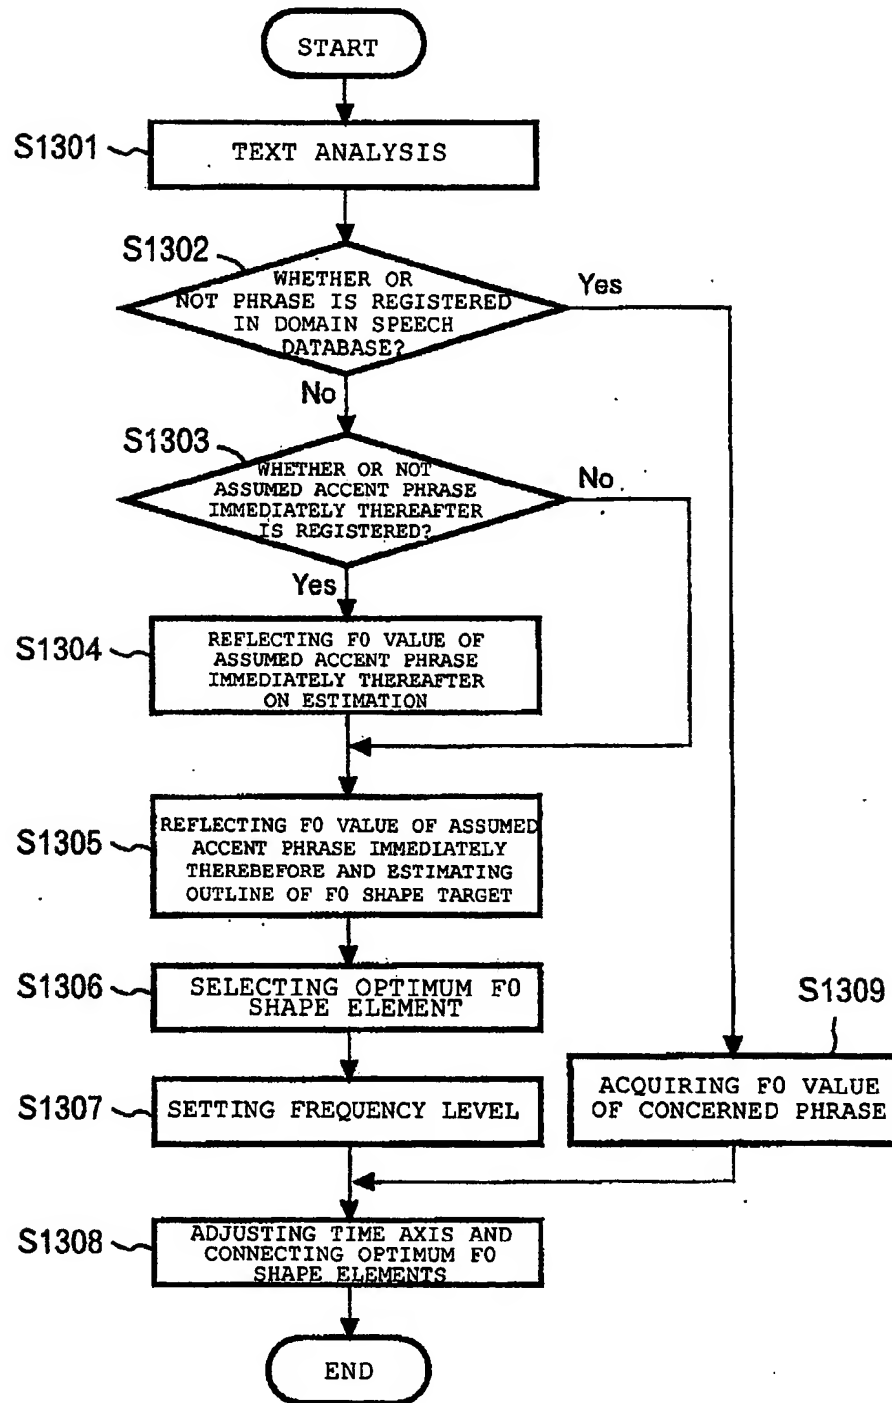 START
S1301
TEXT ANALYSIS
S1302
WHETHER OR
NOT PHRASE IS REGISTERED
IN DOMAIN SPEECH
DATABASE?
Yes
No
S1303
WHETHER OR NOT
ASSUMED ACCENT PHRASE
IMMEDIATELY THEREAFTER
IS REGISTERED?
No
Yes
S1304
REFLECTING F0 VALUE OF
ASSUMED ACCENT PHRASE
IMMEDIATELY THEREAFTER
ON ESTIMATION
S1305
REFLECTING F0 VALUE OF ASSUMED
ACCENT PHRASE IMMEDIATELY
THEREBEFORE AND ESTIMATING
OUTLINE OF F0 SHAPE TARGET
S1306
SELECTING OPTIMUM F0
SHAPE ELEMENT
S1309
S1307
SETTING FREQUENCY LEVEL
ACQUIRING F0 VALUE
OF CONCERNED PHRASE
S1308
ADJUSTING TIME AXIS AND
CONNECTING OPTIMUM F0
SHAPE ELEMENTS
END